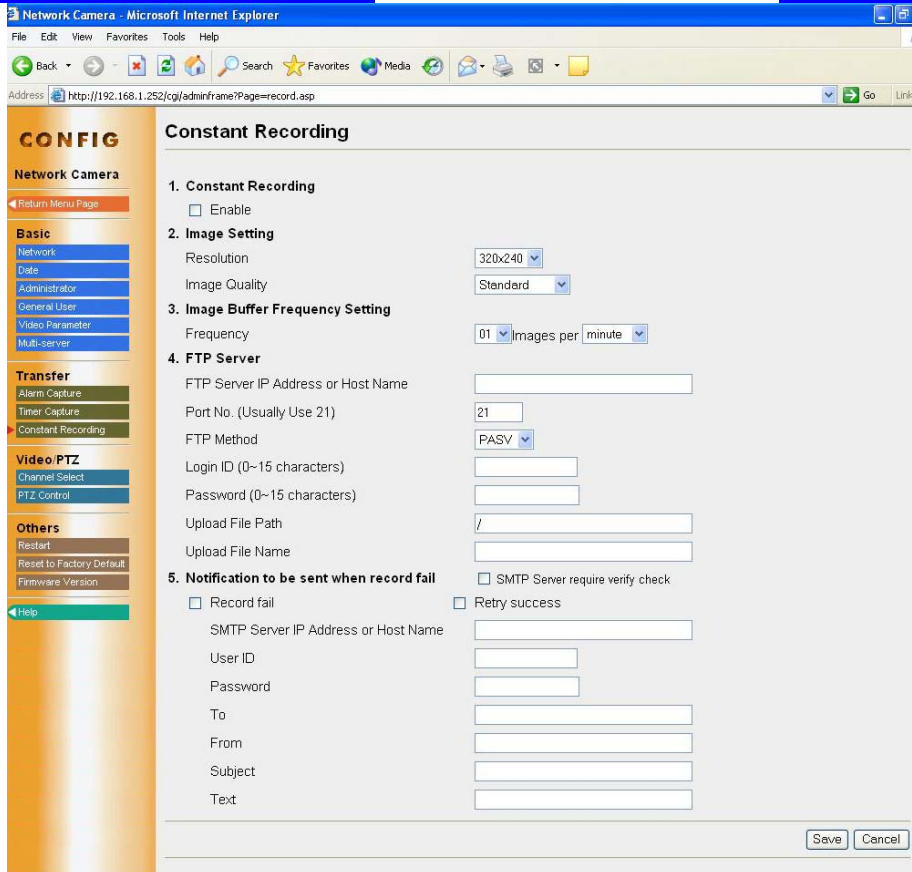 Network Camera - Microsoft Internet Explorer
File Edit View Favorites Tools Help
Back Search Favorites Media
Address http://192.168.1.252/cgi/adminframe?Page=record.asp Go Link
CONFIG
Network Camera
Return Menu Page
Basic
Network
Date
Administrator
General User
Video Parameter
Multi-server
Transfer
Alarm Capture
Timer Capture
Constant Recording
Video/PTZ
Channel Select
PTZ Control
Others
Restart
Reset to Factory Default
Firmware Version
Help
Constant Recording
1. Constant Recording
Enable
2. Image Setting
Resolution 320x240
Image Quality Standard
3. Image Buffer Frequency Setting
Frequency 01 Images per minute
4. FTP Server
FTP Server IP Address or Host Name
Port No. (Usually Use 21) 21
FTP Method PASV
Login ID (0~15 characters)
Password (0~15 characters)
Upload File Path /
Upload File Name
5. Notification to be sent when record fail SMTP Server require verify check
Record fail Retry success
SMTP Server IP Address or Host Name
User ID
Password
To
From
Subject
Text
Save Cancel